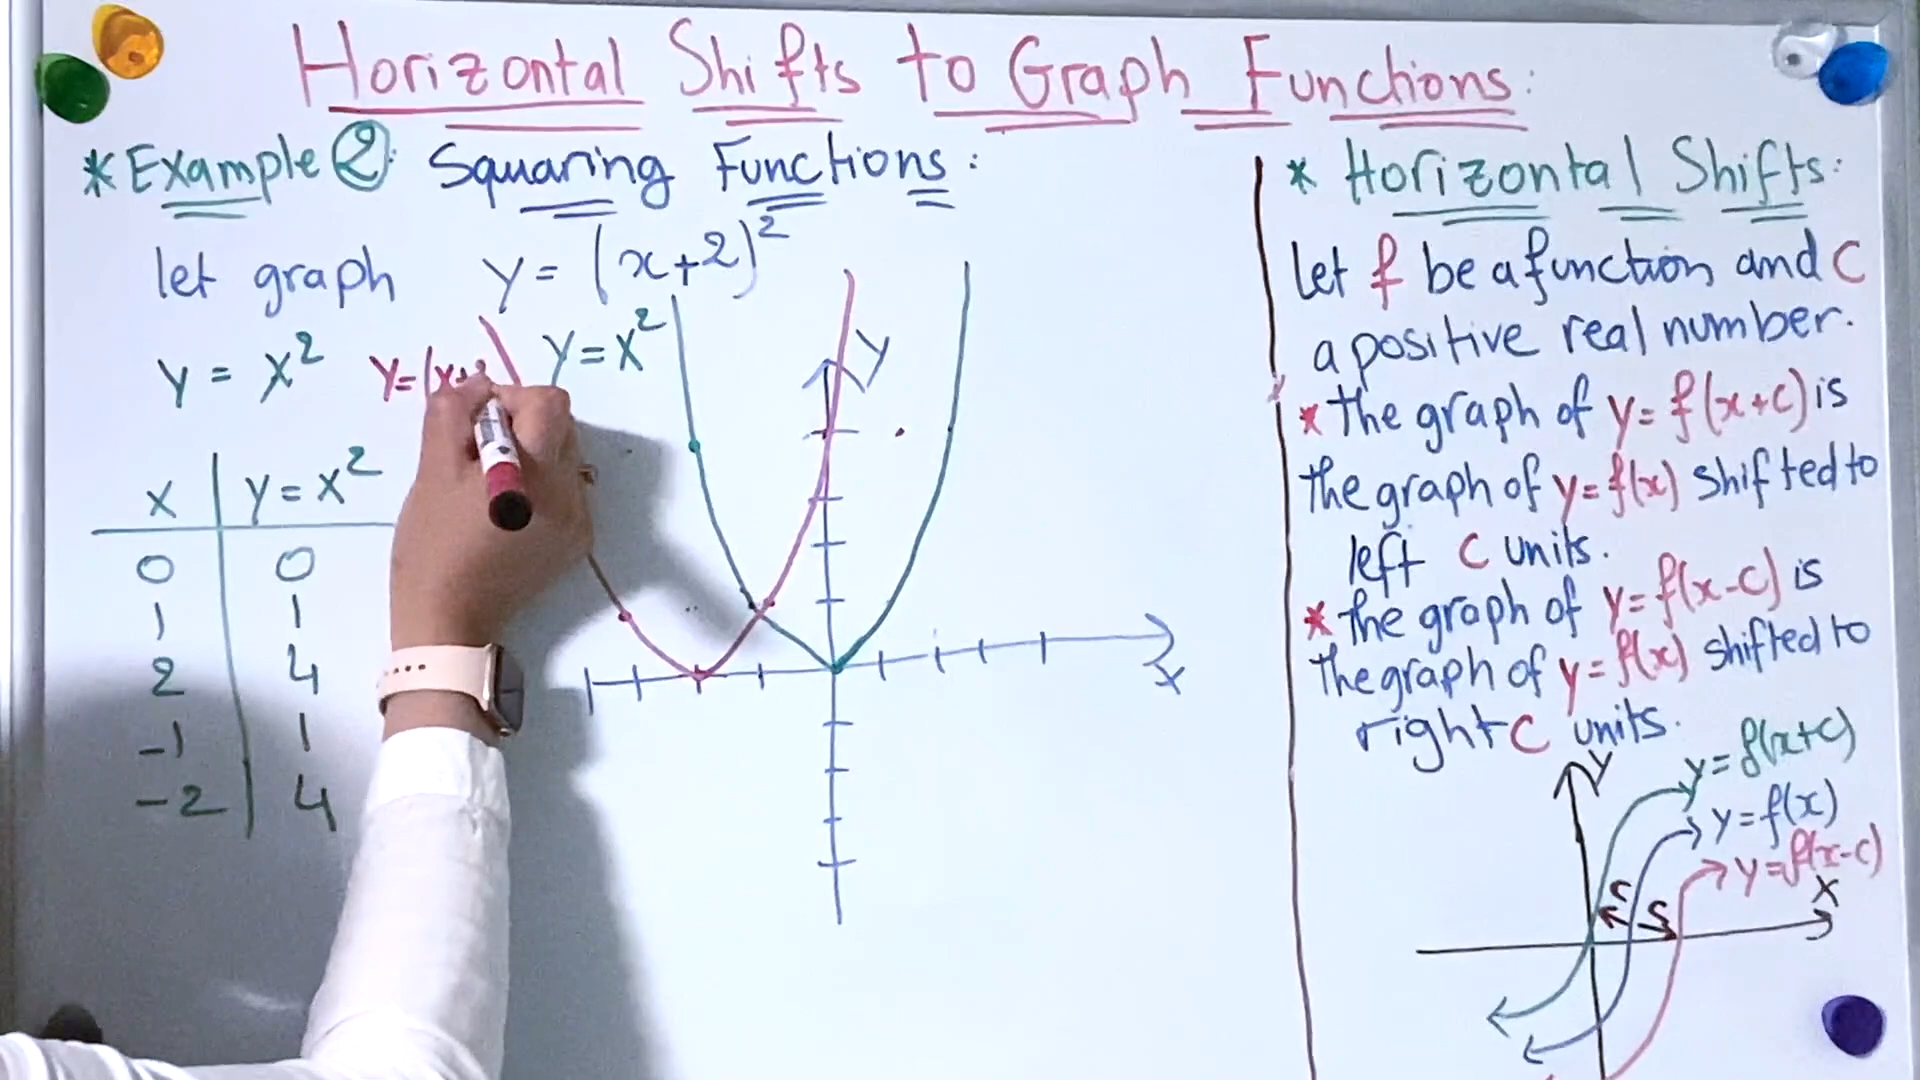 Horizontal Shifts to Graph Functions:
* Example 2: Squaring Functions:
let graph y = (x+2)²
y = x²
y=(x+
y=x²
x | y=x²
0 | 0
1 | 1
2 | 4
-1 | 1
-2 | 4
y
x
* Horizontal Shifts:
let f be a function and C
a positive real number.
* the graph of y= f(x+c) is
the graph of y= f(x) shifted to
left C units.
* the graph of y= f(x-c) is
the graph of y= f(x) shifted to
right C units.
y
y= f(x+c)
y=f(x)
y=f(x-c)
x
c
c